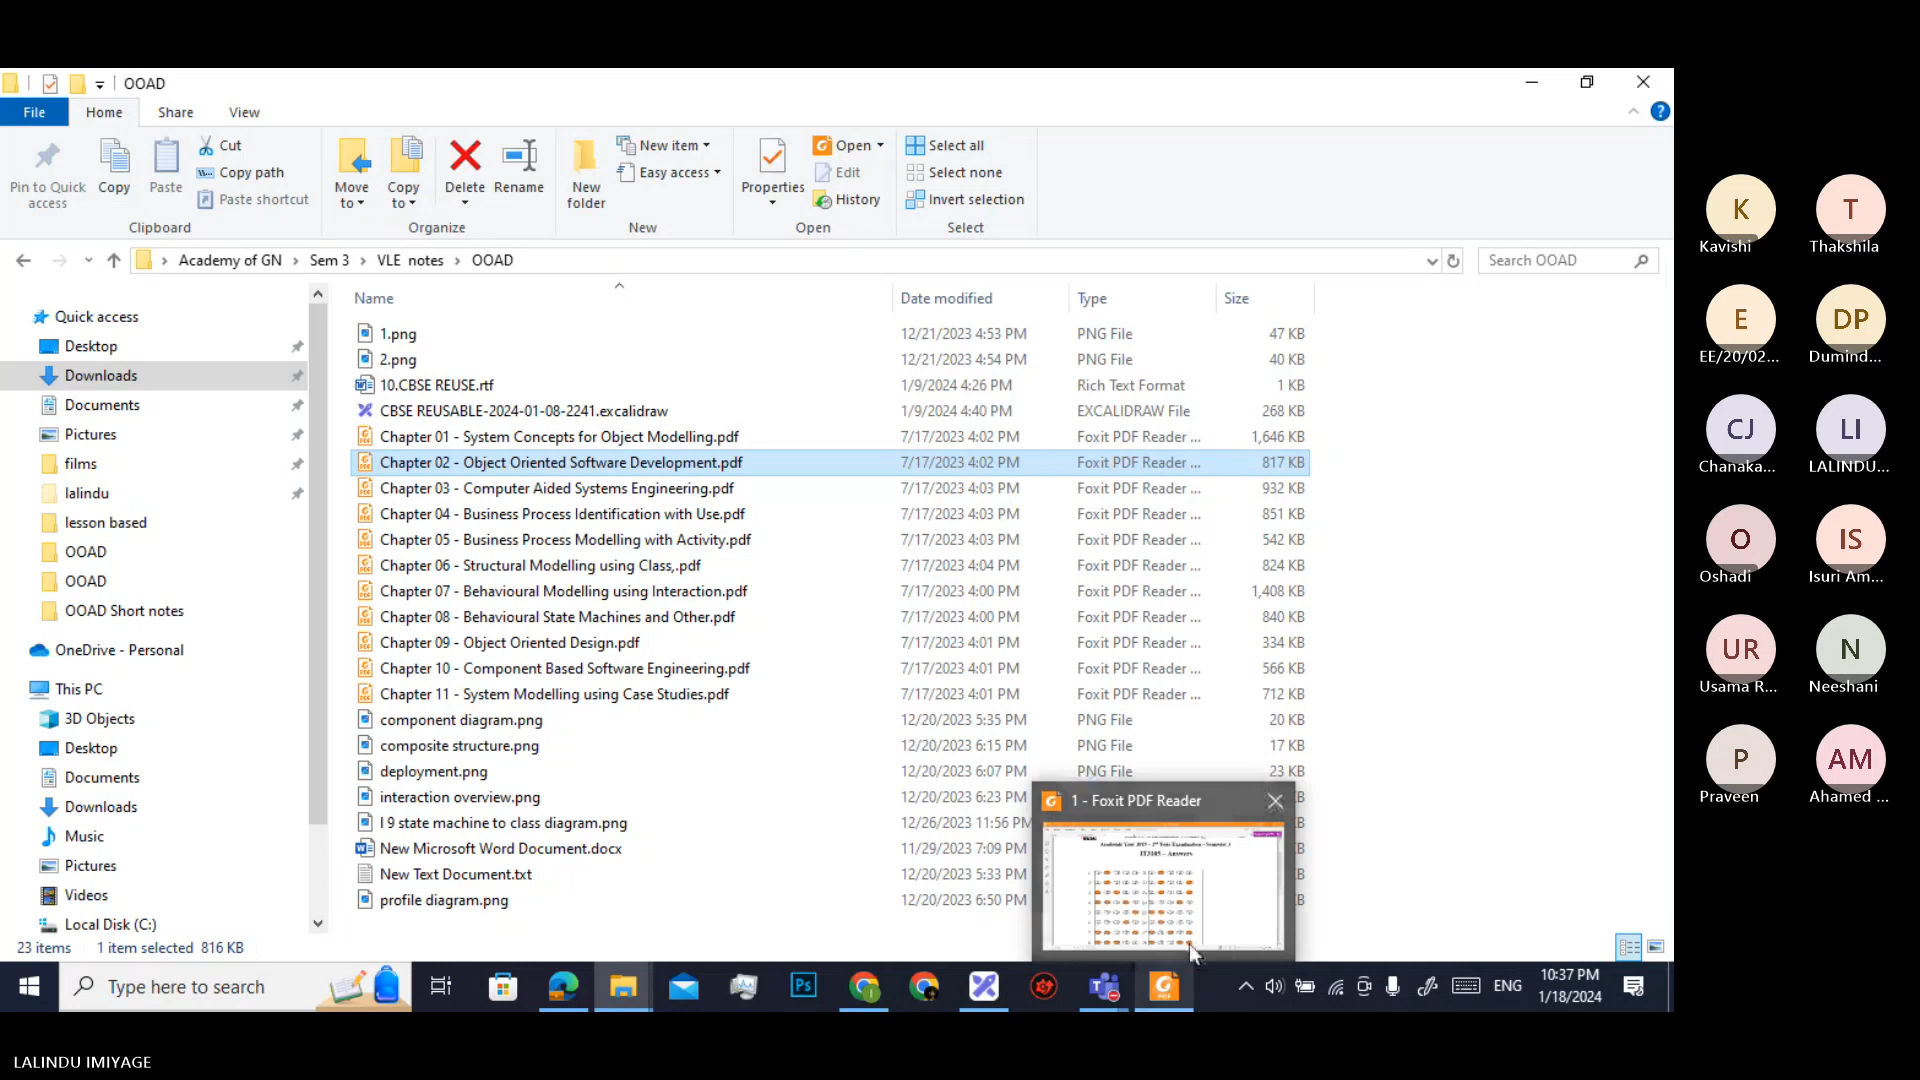 OOAD
File Home Share View
Pin to Quick access
Copy
Paste
Cut
Copy path
Paste shortcut
Clipboard
Move to
Copy to
Delete
Rename
Organize
New folder
New item
Easy access
New
Properties
Open
Edit
History
Open
Select all
Select none
Invert selection
Select
Academy of GN > Sem 3 > VLE notes > OOAD
Search OOAD
Quick access
Desktop
Downloads
Documents
Pictures
films
lalindu
lesson based
OOAD
OOAD
OOAD Short notes
OneDrive - Personal
This PC
3D Objects
Desktop
Documents
Downloads
Music
Pictures
Videos
Local Disk (C:)
Name Date modified Type Size
1.png 12/21/2023 4:53 PM PNG File 47 KB
2.png 12/21/2023 4:54 PM PNG File 40 KB
10.CBSE REUSE.rtf 1/9/2024 4:26 PM Rich Text Format 1 KB
CBSE REUSABLE-2024-01-08-2241.excalidraw 1/9/2024 4:40 PM EXCALIDRAW File 268 KB
Chapter 01 - System Concepts for Object Modelling.pdf 7/17/2023 4:02 PM Foxit PDF Reader ... 1,646 KB
Chapter 02 - Object Oriented Software Development.pdf 7/17/2023 4:02 PM Foxit PDF Reader ... 817 KB
Chapter 03 - Computer Aided Systems Engineering.pdf 7/17/2023 4:03 PM Foxit PDF Reader ... 932 KB
Chapter 04 - Business Process Identification with Use.pdf 7/17/2023 4:03 PM Foxit PDF Reader ... 851 KB
Chapter 05 - Business Process Modelling with Activity.pdf 7/17/2023 4:03 PM Foxit PDF Reader ... 542 KB
Chapter 06 - Structural Modelling using Class,.pdf 7/17/2023 4:04 PM Foxit PDF Reader ... 824 KB
Chapter 07 - Behavioural Modelling using Interaction.pdf 7/17/2023 4:00 PM Foxit PDF Reader ... 1,408 KB
Chapter 08 - Behavioural State Machines and Other.pdf 7/17/2023 4:00 PM Foxit PDF Reader ... 840 KB
Chapter 09 - Object Oriented Design.pdf 7/17/2023 4:01 PM Foxit PDF Reader ... 334 KB
Chapter 10 - Component Based Software Engineering.pdf 7/17/2023 4:01 PM Foxit PDF Reader ... 566 KB
Chapter 11 - System Modelling using Case Studies.pdf 7/17/2023 4:01 PM Foxit PDF Reader ... 712 KB
component diagram.png 12/20/2023 5:35 PM PNG File 20 KB
composite structure.png 12/20/2023 6:15 PM PNG File 17 KB
deployment.png 12/20/2023 6:07 PM PNG File 23 KB
interaction overview.png 12/20/2023 6:23 PM
l 9 state machine to class diagram.png 12/26/2023 11:56 PM
New Microsoft Word Document.docx 11/29/2023 7:09 PM
New Text Document.txt 12/20/2023 5:33 PM
profile diagram.png 12/20/2023 6:50 PM
1 - Foxit PDF Reader
IT3105 - Answers
23 items 1 item selected 816 KB
Type here to search
Ps
ENG
10:37 PM
1/18/2024
K T
Kavishi Thakshila
E DP
EE/20/02... Dumind...
CJ LI
Chanaka... LALINDU...
O IS
Oshadi Isuri Am...
UR N
Usama R... Neeshani
P AM
Praveen Ahamed ...
LALINDU IMIYAGE